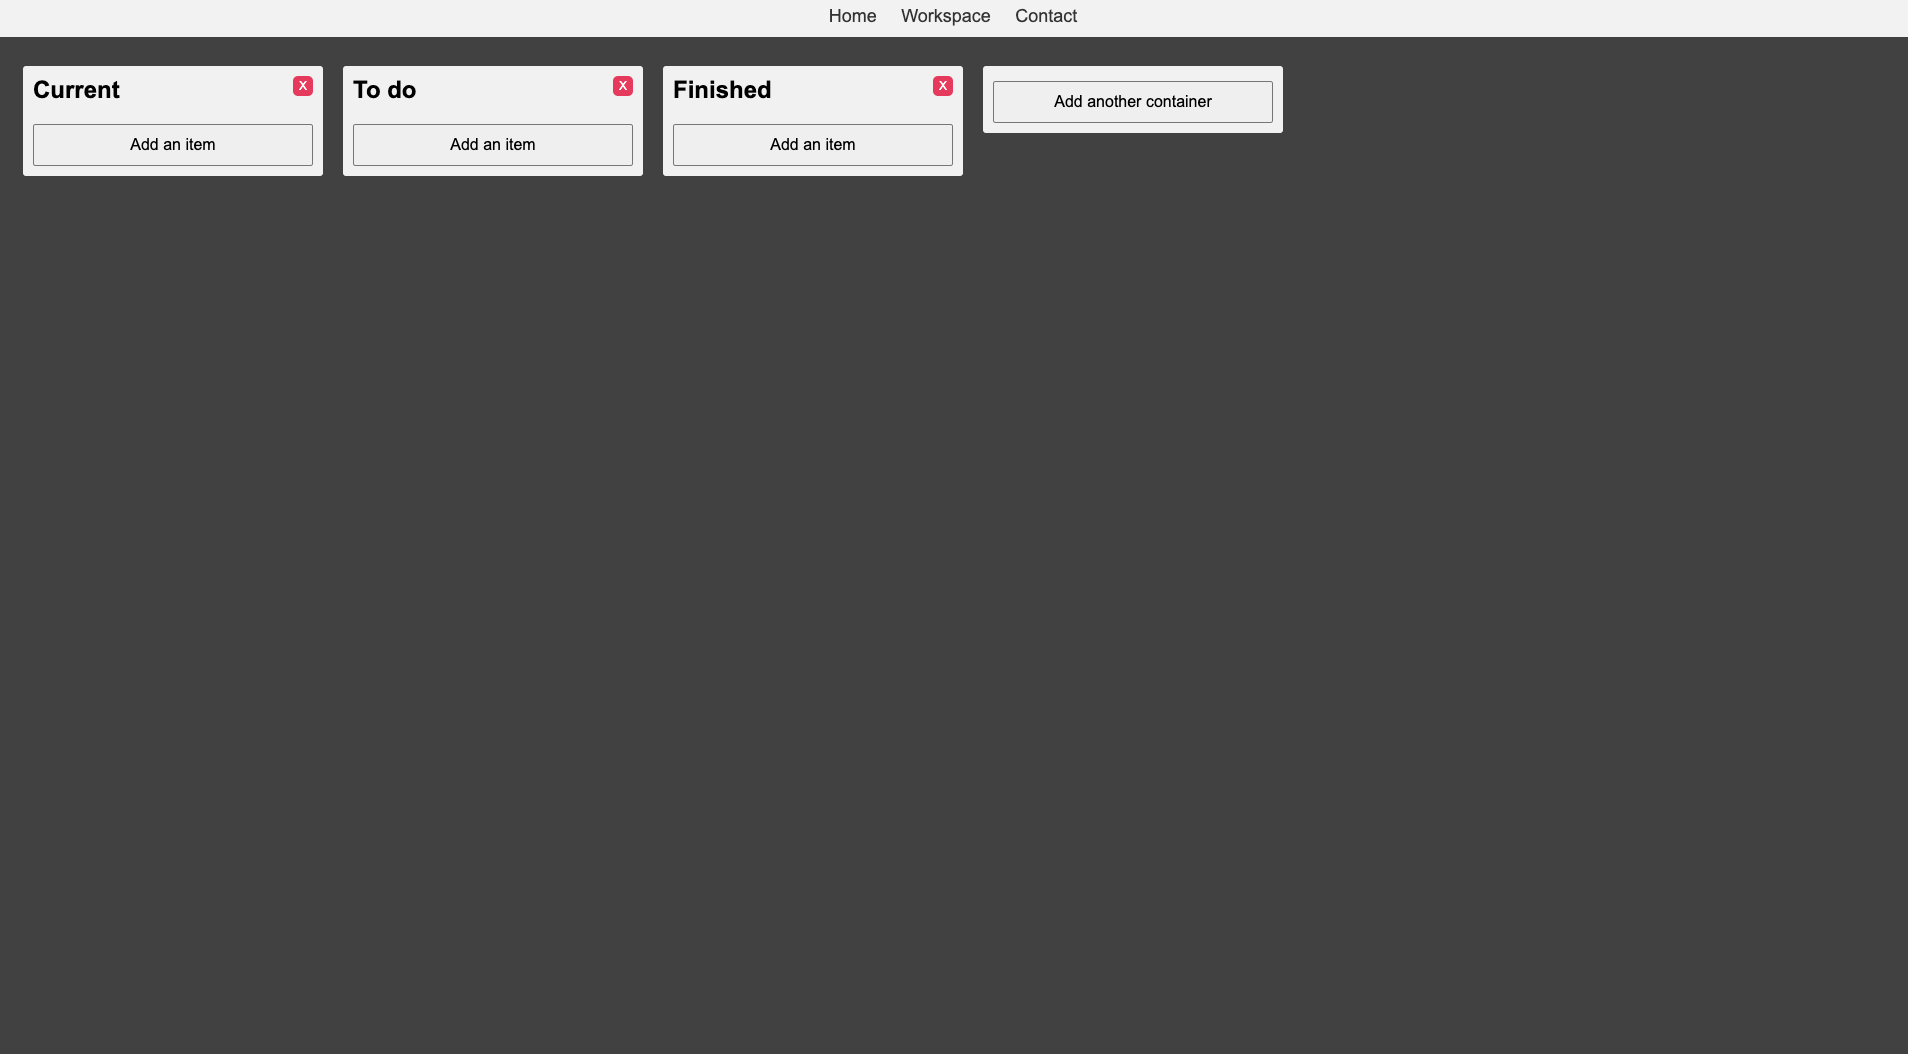 Home Workspace Contact
Current X To do X Finished X Add another container
Add an item Add an item Add an item